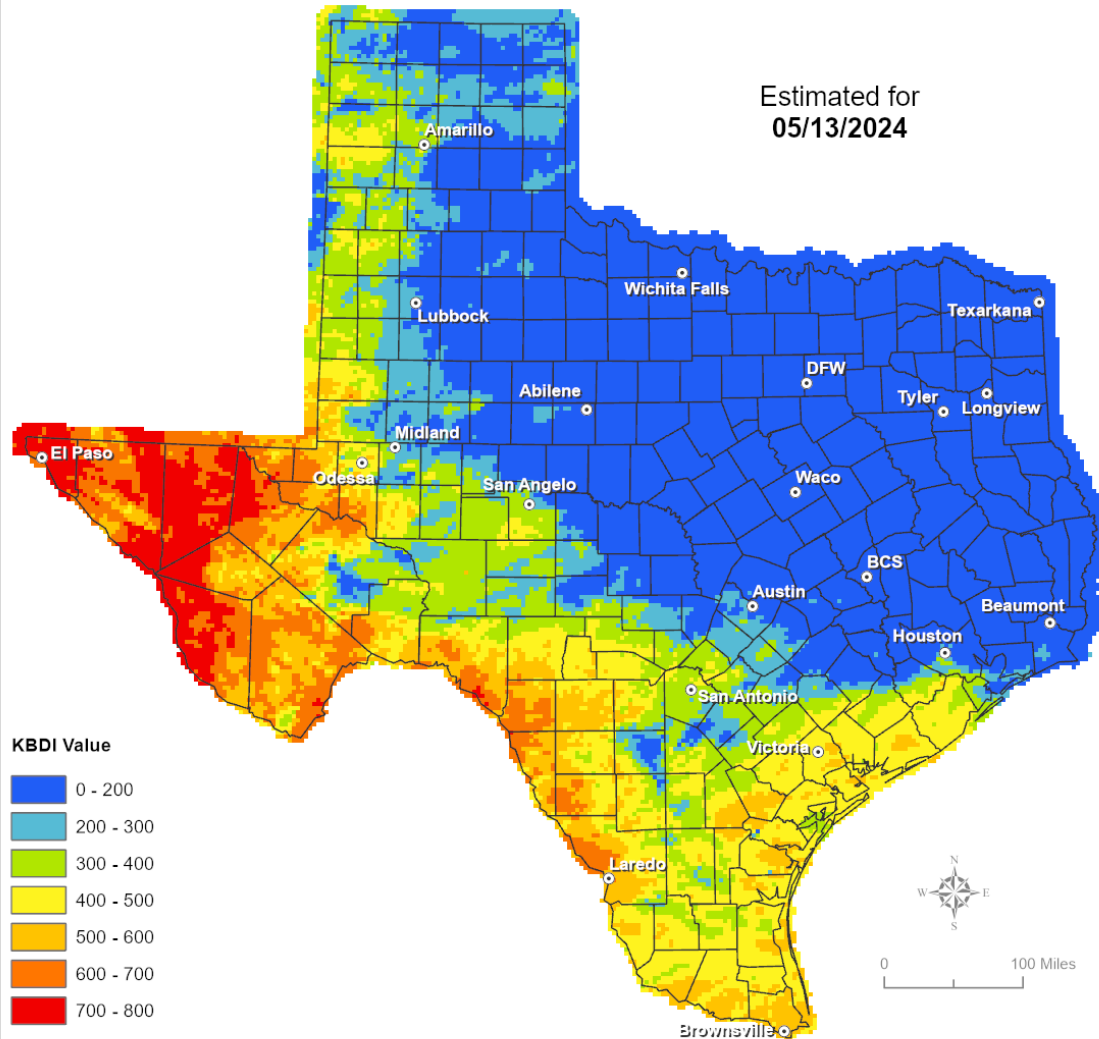 Estimated for
05/13/2024
Amarillo
Wichita Falls
Texarkana
Lubbock
DFW
Abilene
Tyler
Longview
Midland
El Paso
Odessa
San Angelo
Waco
BCS
Austin
Beaumont
Houston
San Antonio
Victoria
KBDI Value
0 - 200
200 - 300
300 - 400
400 - 500
500 - 600
600 - 700
700 - 800
Laredo
N
W E
S
0 100 Miles
Brownsville